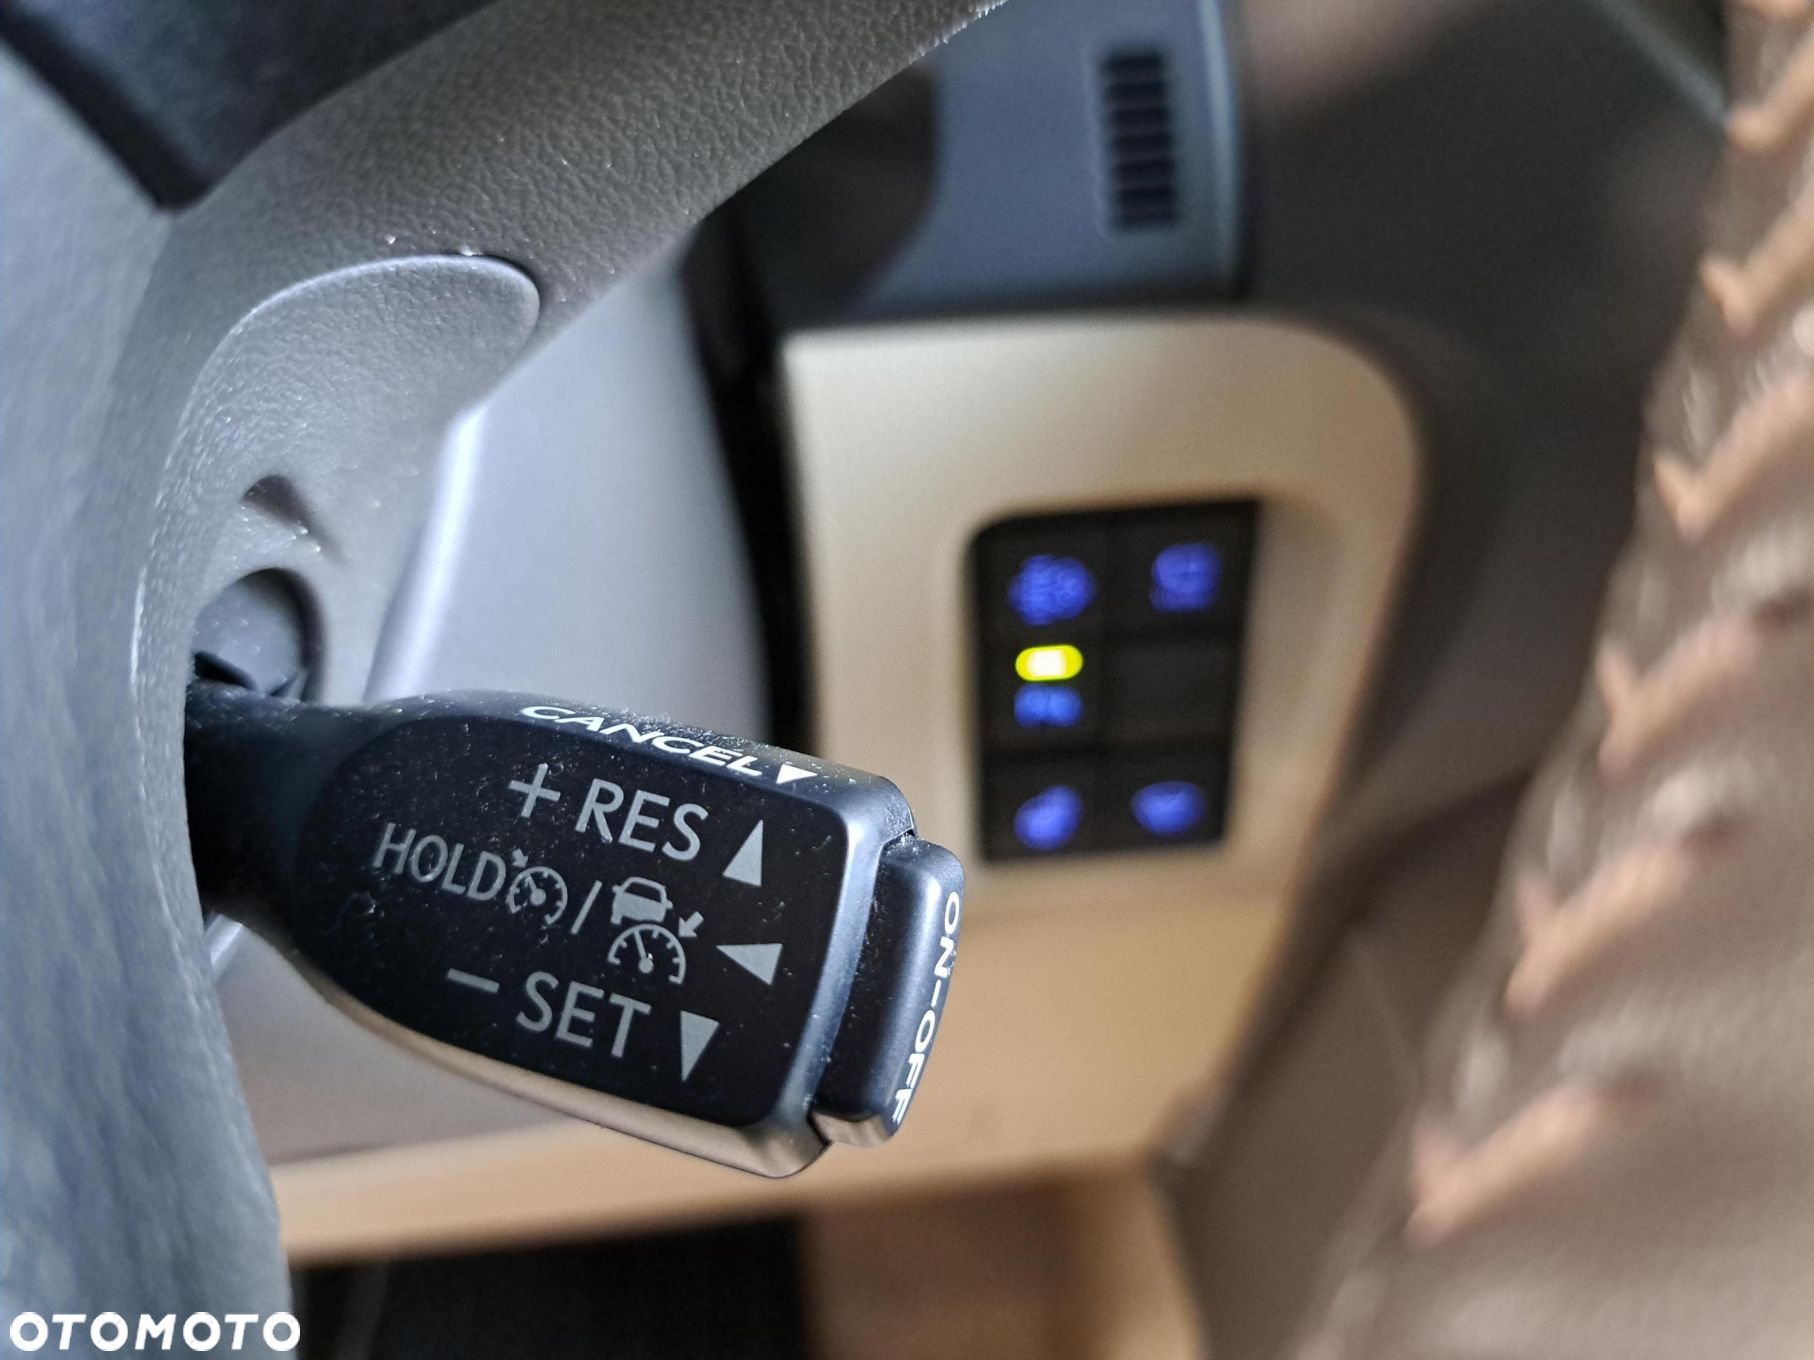 CANCEL
+ RES
HOLD /
- SET
ON-OFF
OTOMOTO